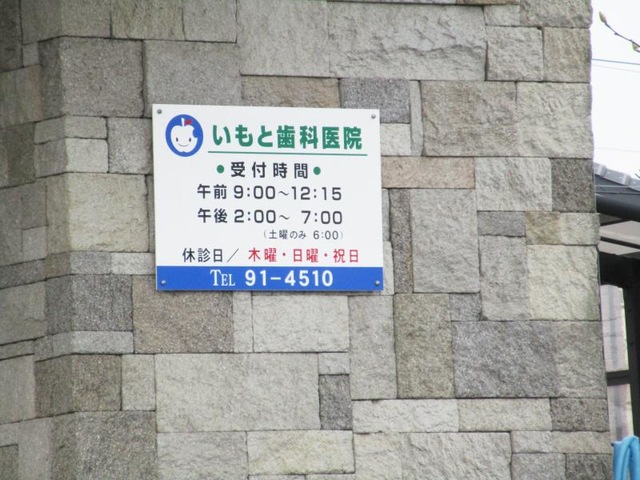 いもと歯科医院
●受付時間●
午前 9:00～12:15
午後 2:00～ 7:00
（土曜のみ 6:00）
休診日／ 木曜・日曜・祝日
TEL 91-4510